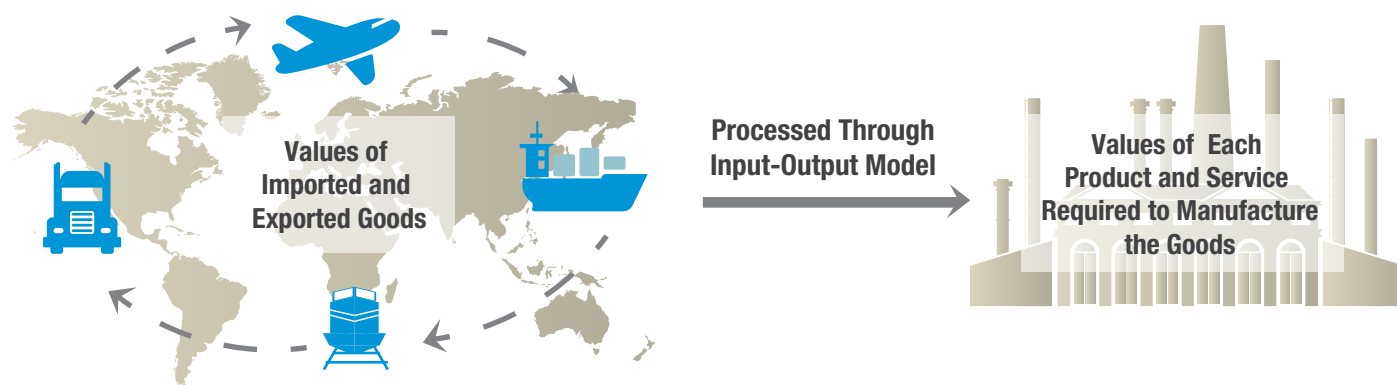 Values of
Imported and
Exported Goods
Processed Through
Input-Output Model
Values of Each
Product and Service
Required to Manufacture
the Goods